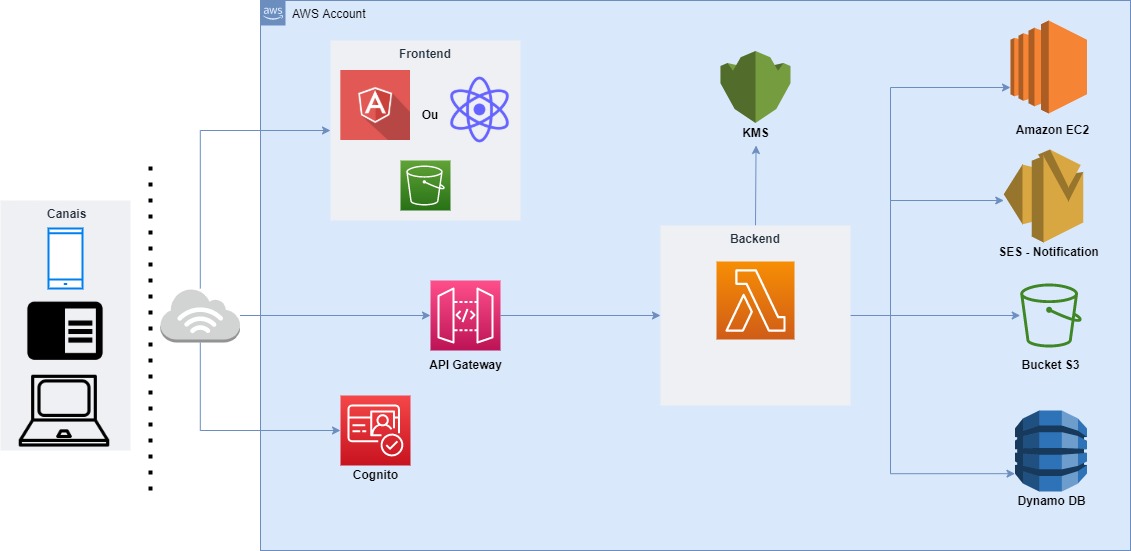 aws
AWS Account
Frontend
A
Ou
KMS
Amazon EC2
SES - Notification
Canais
Backend
</>
API Gateway
Bucket S3
Cognito
Dynamo DB